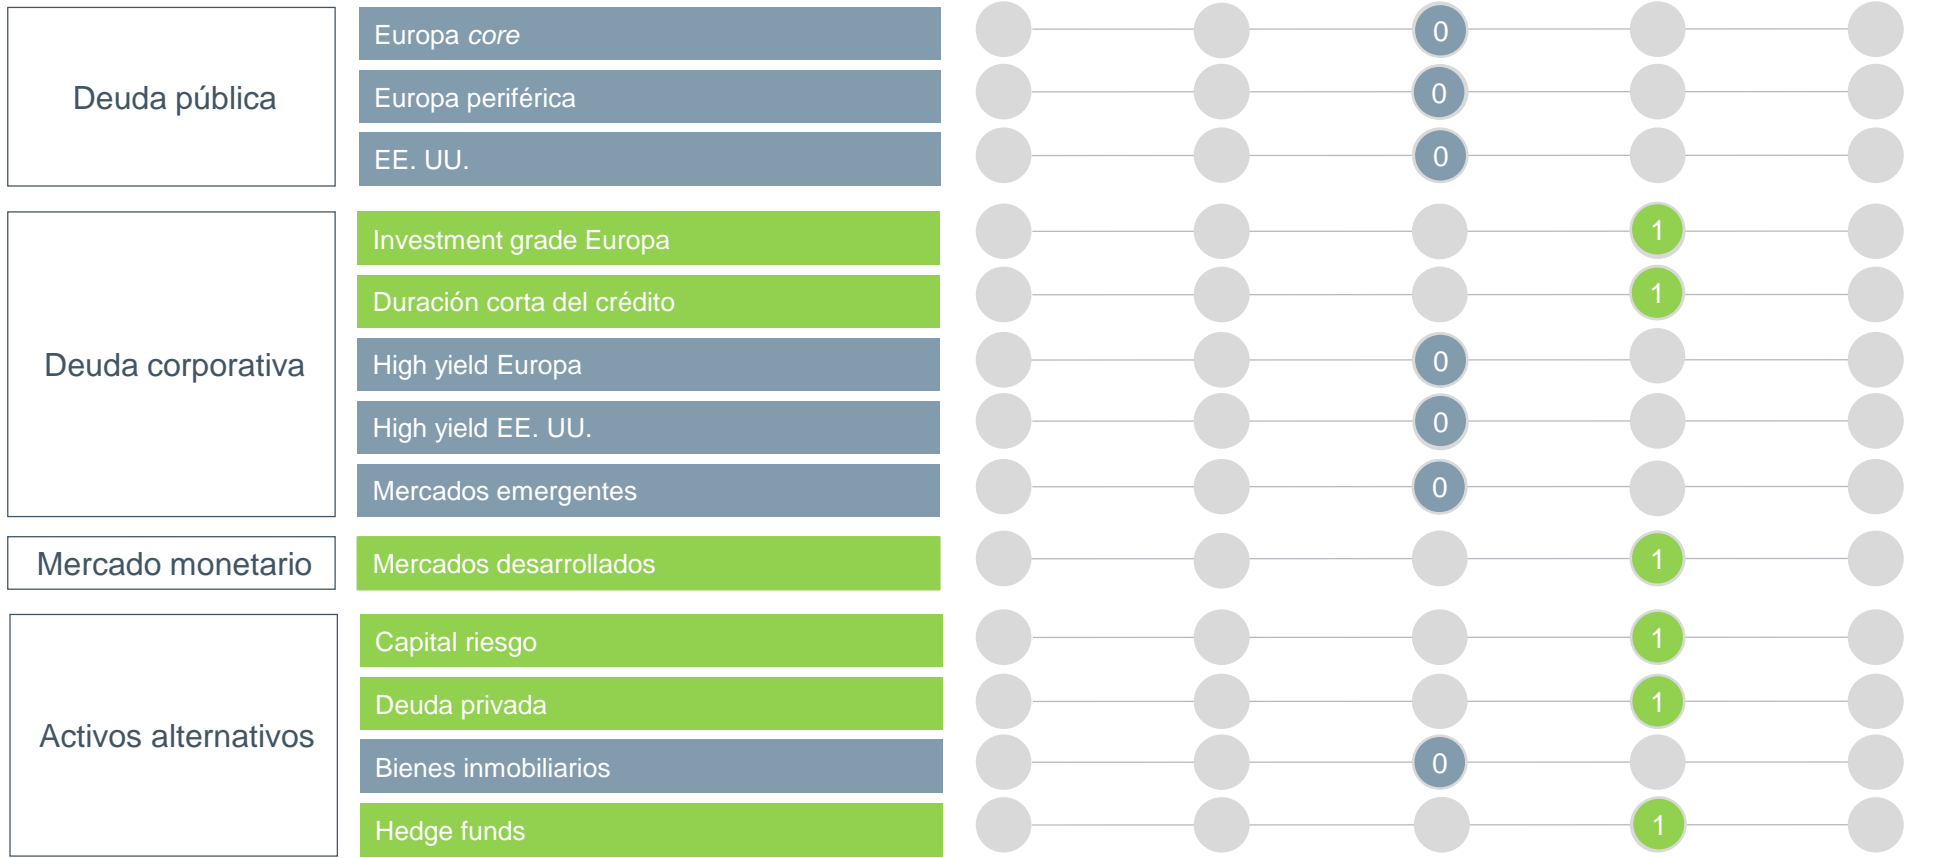 Deuda pública
Europa core
0
Europa periférica
0
EE. UU.
0
Deuda corporativa
Investment grade Europa
1
Duración corta del crédito
1
High yield Europa
0
High yield EE. UU.
0
Mercados emergentes
0
Mercado monetario
Mercados desarrollados
1
Activos alternativos
Capital riesgo
1
Deuda privada
1
Bienes inmobiliarios
0
Hedge funds
1